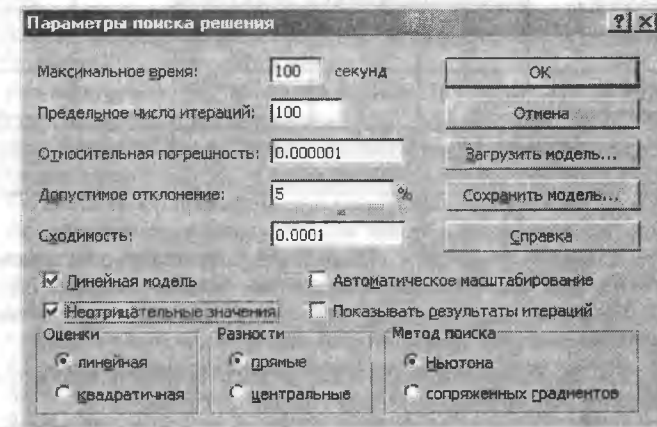 Параметры поиска решения
Максимальное время: 100 секунд
OK
Предельное число итераций: 100
Отмена
Относительная погрешность: 0.000001
Загрузить модель...
Допустимое отклонение: 5 %
Сохранить модель...
Сходимость: 0.0001
Справка
Линейная модель
Автоматическое масштабирование
Неотрицательные значения
Показывать результаты итераций
Оценки
Разности
Метод поиска
линейная
прямые
Ньютона
квадратичная
центральные
сопряженных градиентов